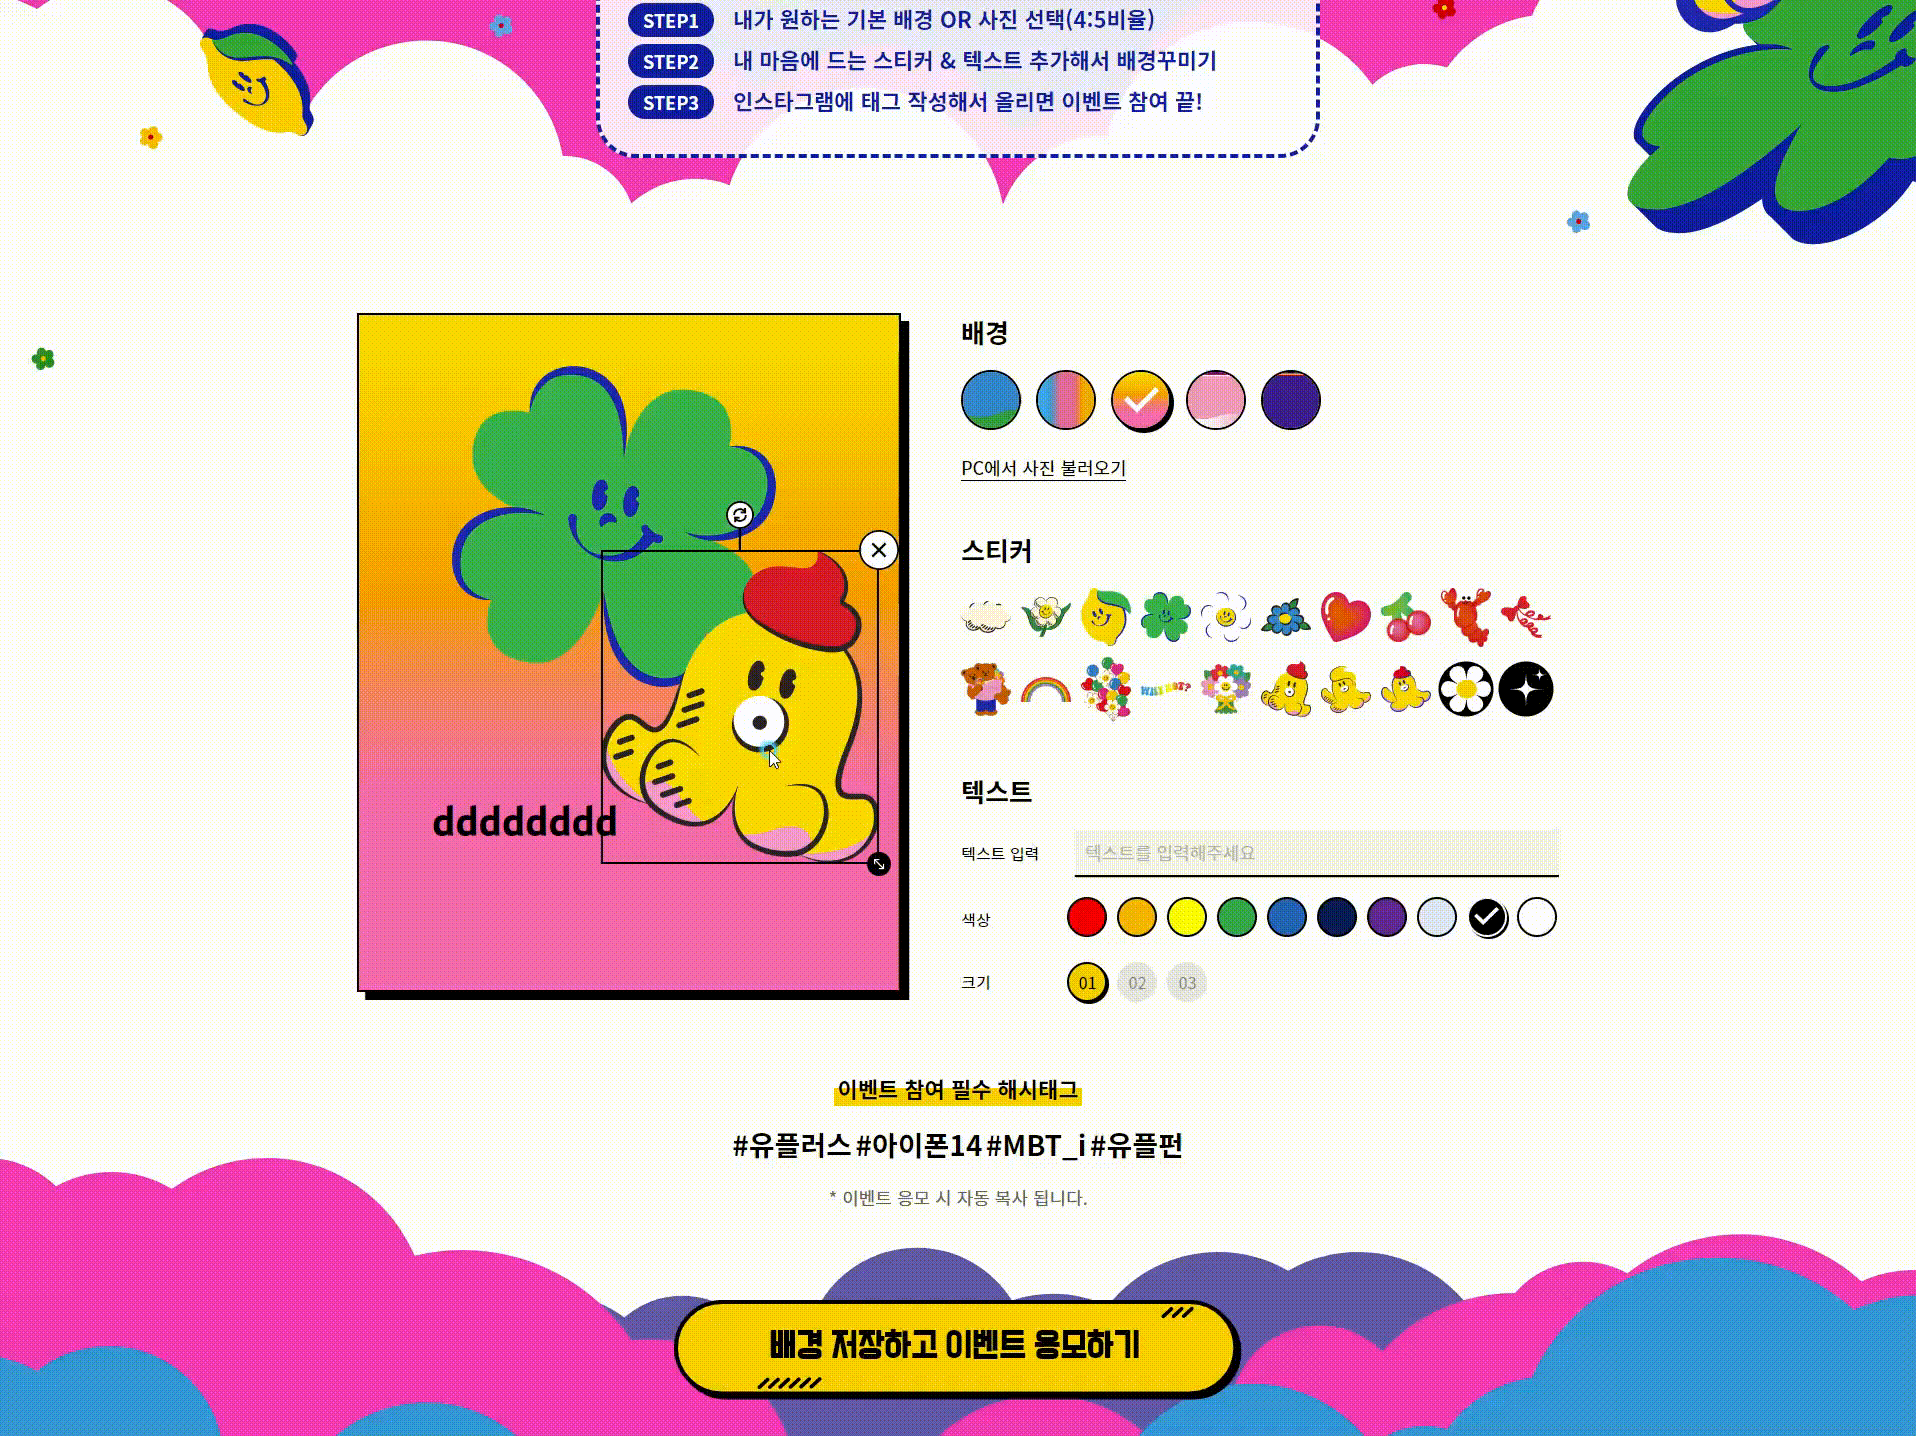 STEP1 내가 원하는 기본 배경 OR 사진 선택(4:5비율)
STEP2 내 마음에 드는 스티커 & 텍스트 추가해서 배경꾸미기
STEP3 인스타그램에 태그 작성해서 올리면 이벤트 참여 끝!
배경
PC에서 사진 불러오기
스티커
WHY NOT?
dddddddd
텍스트
텍스트 입력 텍스트를 입력해주세요
색상
크기 01 02 03
이벤트 참여 필수 해시태그
#유플러스 #아이폰14 #MBT_i #유플펀
* 이벤트 응모 시 자동 복사 됩니다.
배경 저장하고 이벤트 응모하기